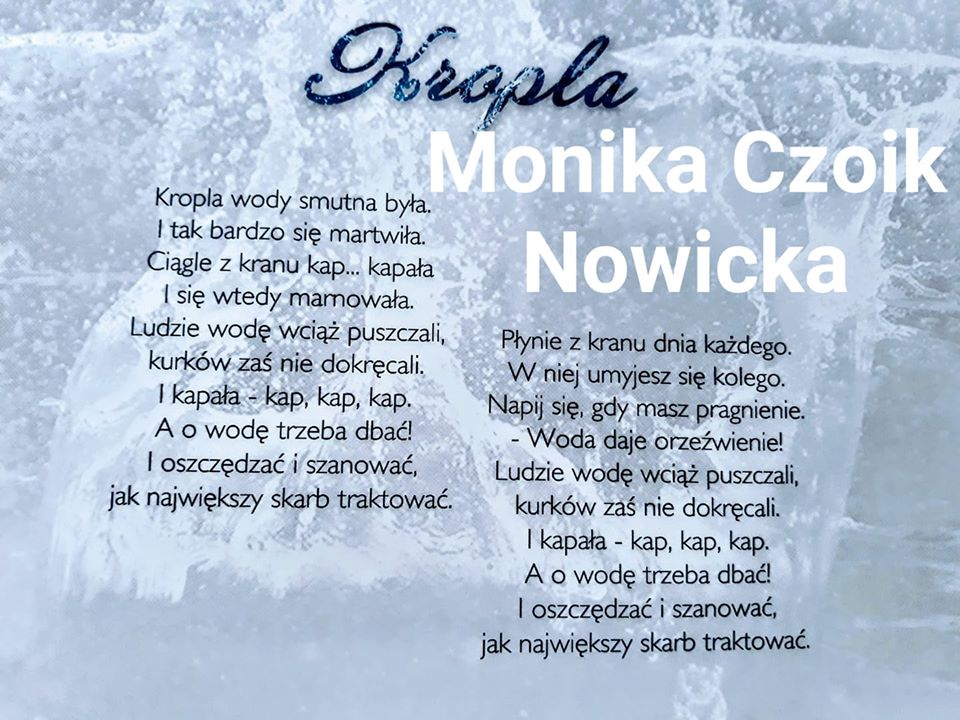 Kropla
Monika Czoik
Nowicka
Kropla wody smutna była.
I tak bardzo się martwiła.
Ciągle z kranu kap... kapała
I się wtedy marnowała.
Ludzie wodę wciąż puszczali,
kurków zaś nie dokręcali.
I kapała - kap, kap, kap.
A o wodę trzeba dbać!
I oszczędzać i szanować,
jak największy skarb traktować.
Płynie z kranu dnia każdego.
W niej umyjesz się kolego.
Napij się, gdy masz pragnienie.
- Woda daje orzeźwienie!
Ludzie wodę wciąż puszczali,
kurków zaś nie dokręcali.
I kapała - kap, kap, kap.
A o wodę trzeba dbać!
I oszczędzać i szanować,
jak największy skarb traktować.